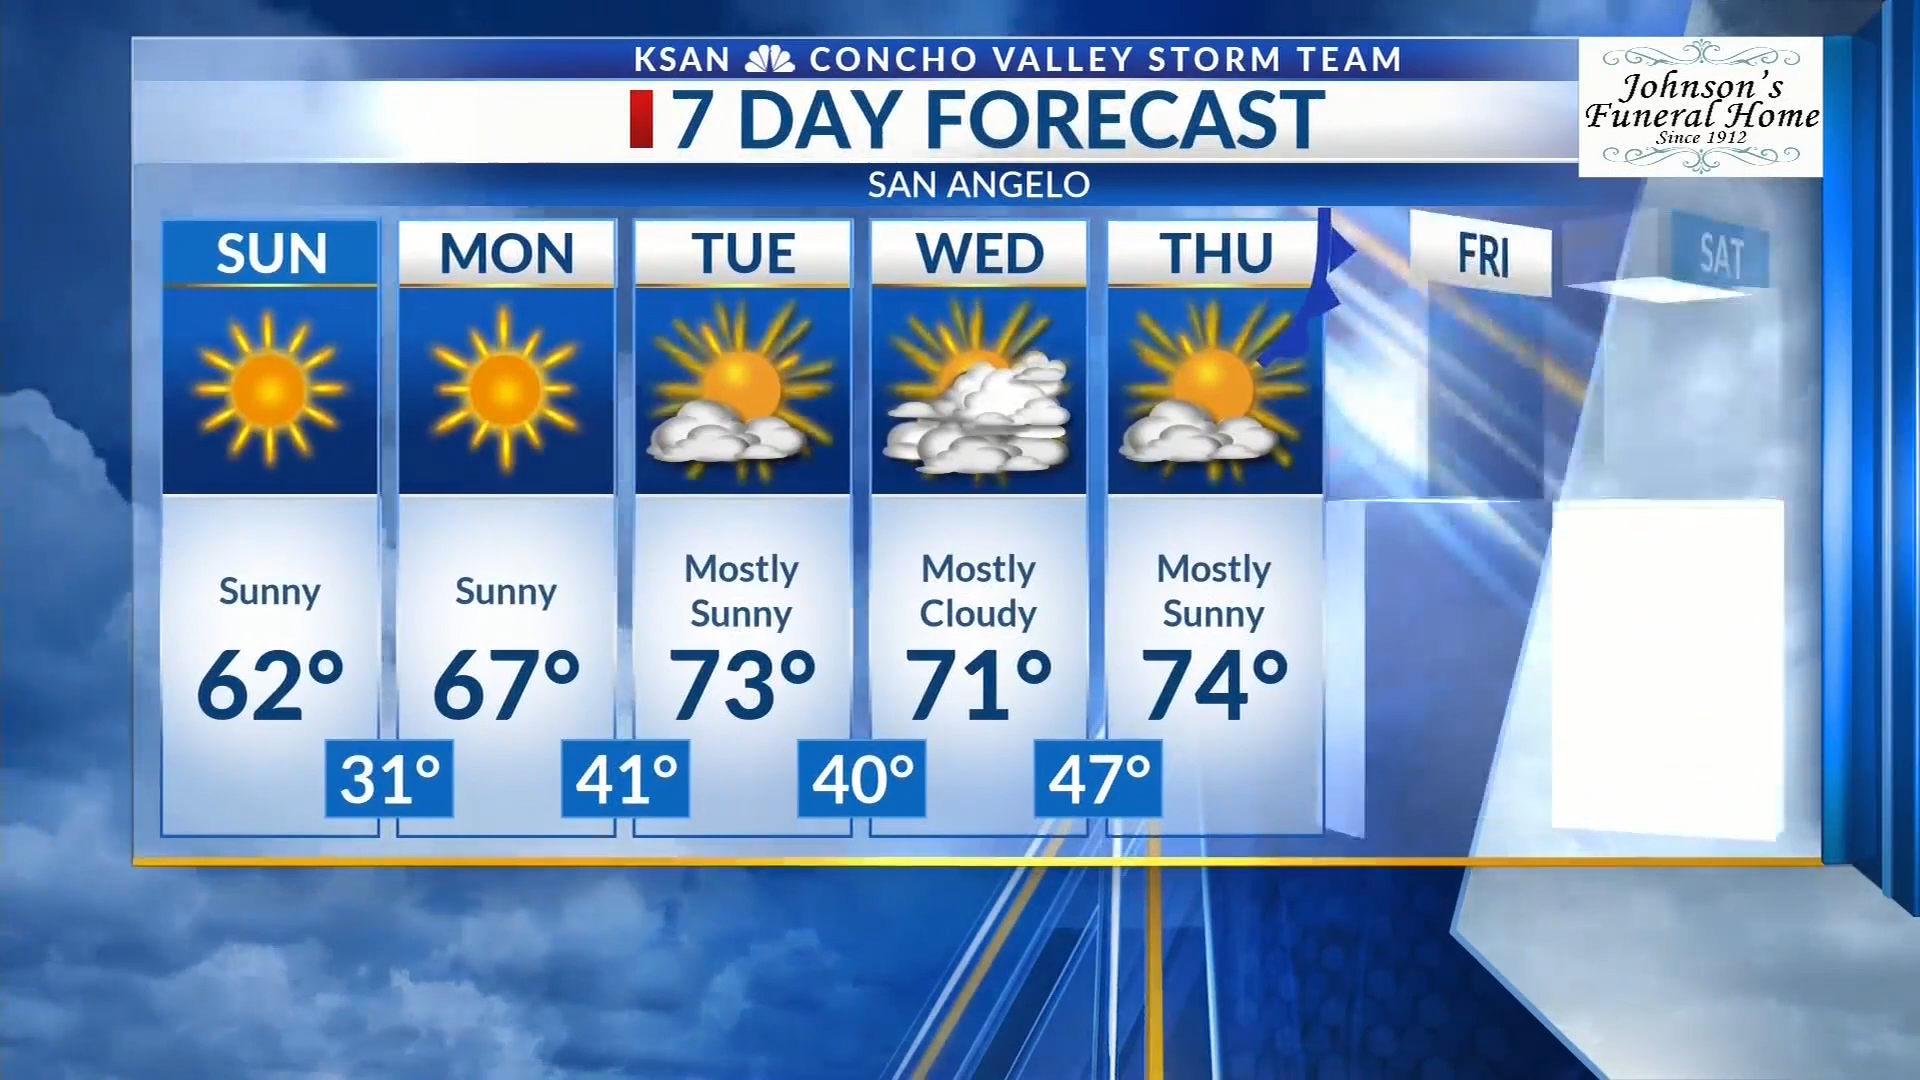 KSAN CONCHO VALLEY STORM TEAM
7 DAY FORECAST
Johnson's
Funeral Home
Since 1912
SAN ANGELO
SUN MON TUE WED THU FRI SAT
Sunny
Sunny
Mostly
Sunny
Mostly
Cloudy
Mostly
Sunny
62° 67° 73° 71° 74°
31° 41° 40° 47°